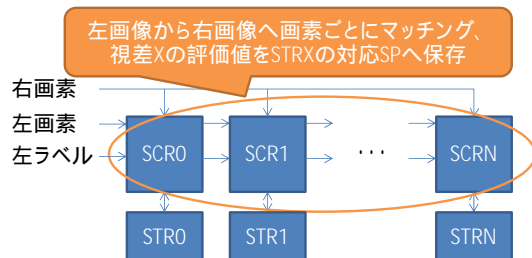 左画像から右画像へ画素ごとにマッチング、
視差Xの評価値をSTRXの対応SPへ保存
右画素
左画素
左ラベル
SCR0 SCR1 ・・・ SCRN
STR0 STR1 STRN